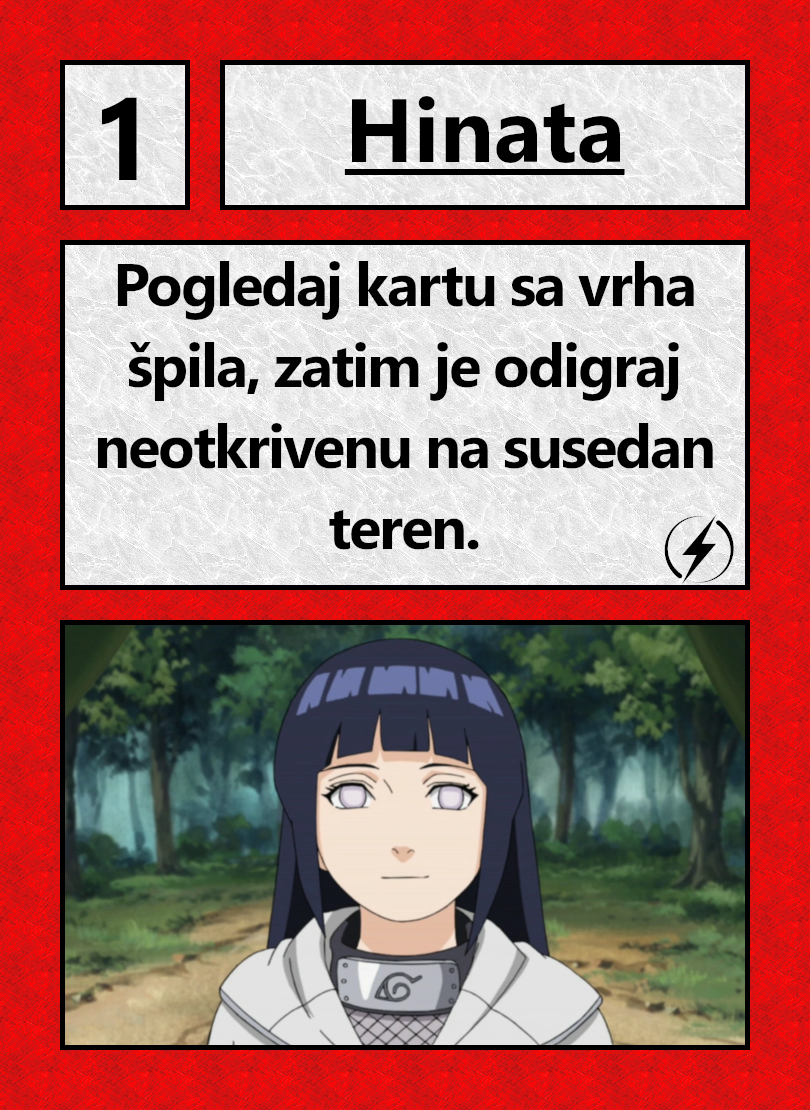 1
Hinata
Pogledaj kartu sa vrha
špila, zatim je odigraj
neotkrivenu na susedan
teren.